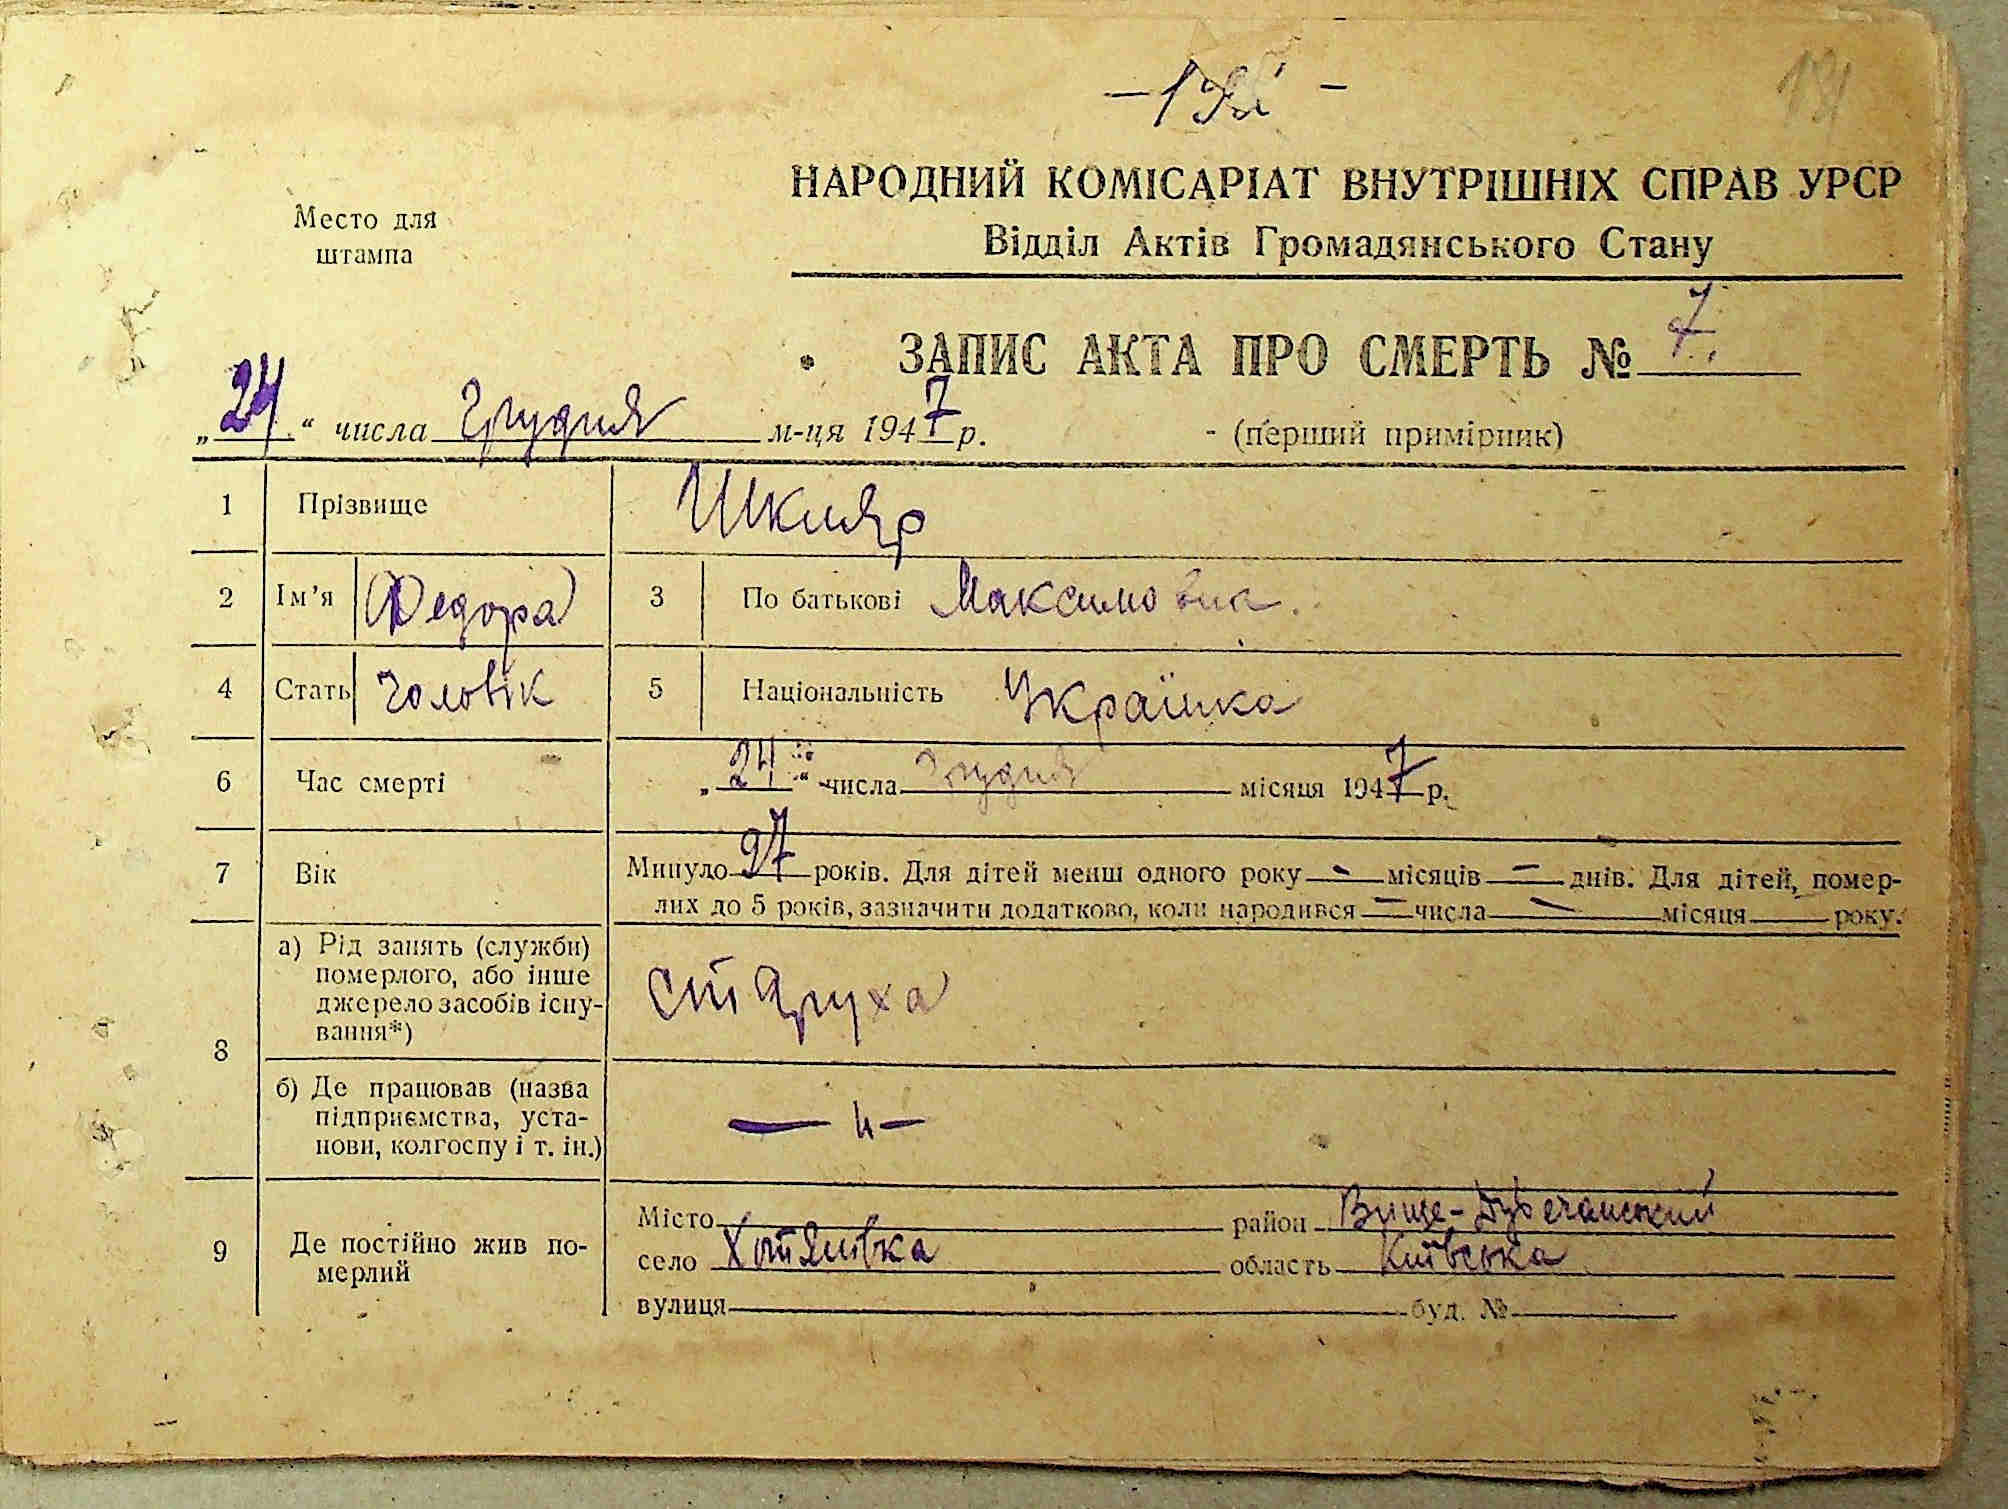 НАРОДНИЙ КОМІСАРІАТ ВНУТРІШНІХ СПРАВ УРСР
Відділ Актів Громадянського Стану
Место для
штампа
ЗАПИС АКТА ПРО СМЕРТЬ № 7
„24“ числа грудня м-ця 1947 р. (перший примірник)
1 Прізвище Шкляр
2 Ім’я Федора 3 По батькові Максимовна.
4 Стать чоловік 5 Національність Українка
6 Час смерті „24“ числа грудня місяця 1947 р.
7 Вік Минуло 97 років. Для дітей менш одного року - місяців - днів. Для дітей, помер-
лих до 5 років, зазначити додатково, коли народився - числа - місяця року.
8 а) Рід занять (служби)
померлого, або інше
джерело засобів існу-
вання*)
старуха
б) Де працював (назва
підприємства, уста-
нови, колгоспу і т. ін.)
— н —
9 Де постійно жив по-
мерлий
Місто район Вище-Дубечанський
село Хотянівка область Київська
вулиця буд. №